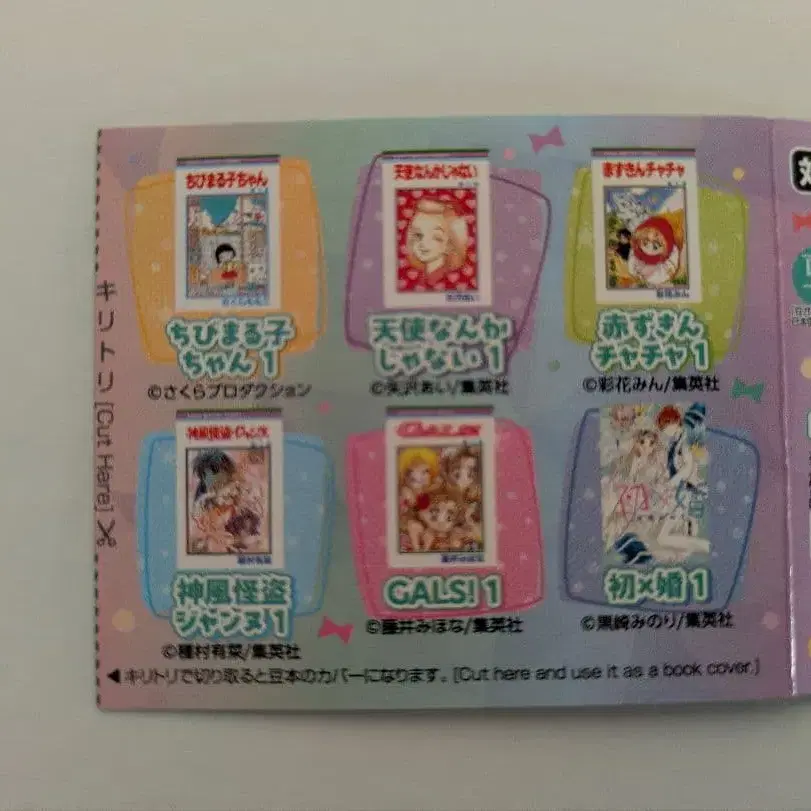 ちびまる子ちゃん
天使なんかじゃない
赤ずきんチャチャ
ちびまる子
ちゃん 1
天使なんか
じゃない 1
赤ずきん
チャチャ 1
©さくらプロダクション
©矢沢あい/集英社
©彩花みん/集英社
キリトリ [Cut Here]
神風怪盗ジャンヌ
GALS!
初×婚
神風怪盗
ジャンヌ 1
GALS! 1
初×婚 1
©種村有菜/集英社
©藤井みほな/集英社
©黒崎みのり/集英社
◀キリトリで切り取ると豆本のカバーになります。[Cut here and use it as a book cover.]
対